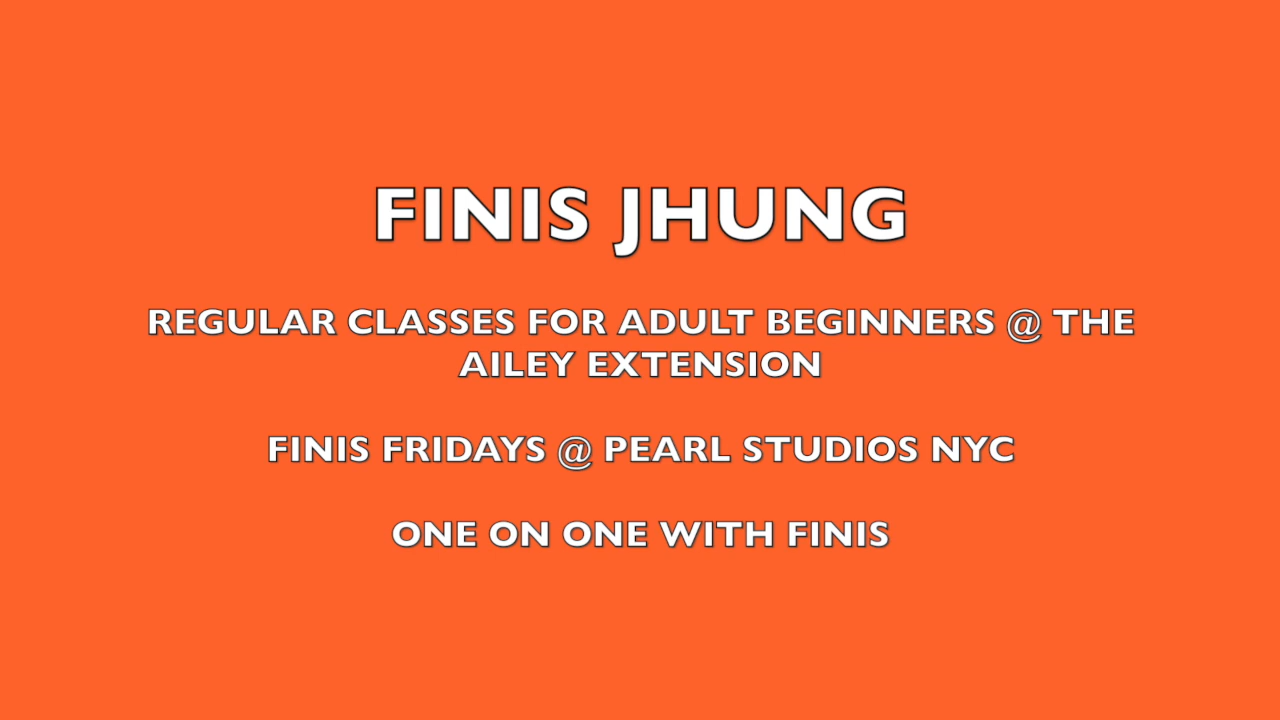 FINIS JHUNG
REGULAR CLASSES FOR ADULT BEGINNERS @ THE
AILEY EXTENSION
FINIS FRIDAYS @ PEARL STUDIOS NYC
ONE ON ONE WITH FINIS